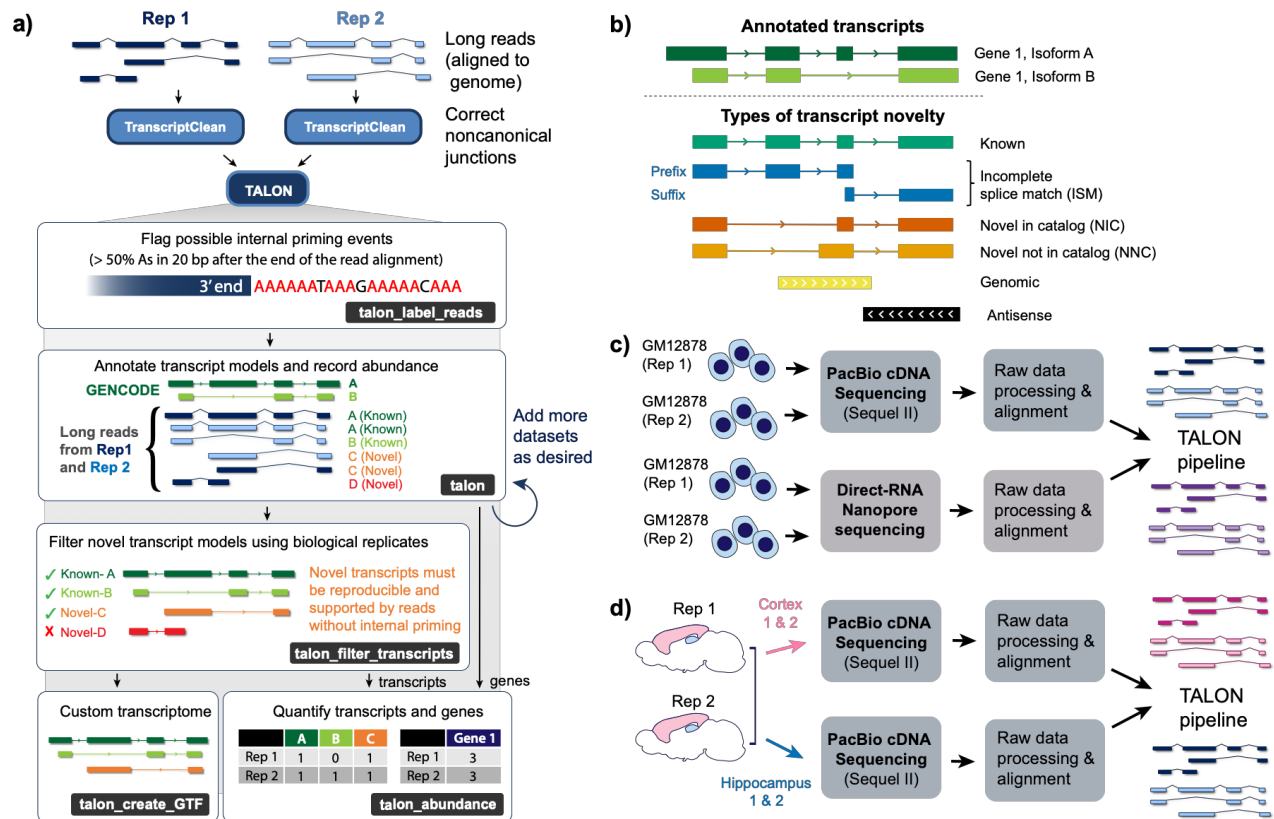 a)
Rep 1
Rep 2
Long reads
(aligned to
genome)
TranscriptClean
TranscriptClean
Correct
noncanonical
junctions
TALON
Flag possible internal priming events
(> 50% As in 20 bp after the end of the read alignment)
3’ end
AAAAAATAAAGAAAAACAAA
talon_label_reads
Annotate transcript models and record abundance
GENCODE
A
B
Long reads
from Rep1
and Rep 2
A (Known)
A (Known)
B (Known)
C (Novel)
C (Novel)
D (Novel)
talon
Add more
datasets
as desired
Filter novel transcript models using biological replicates
✓ Known- A
✓ Known-B
✓ Novel-C
✗ Novel-D
Novel transcripts must
be reproducible and
supported by reads
without internal priming
talon_filter_transcripts
transcripts
genes
Custom transcriptome
talon_create_GTF
Quantify transcripts and genes
A B C
Rep 1 1 0 1
Rep 2 1 1 1
Gene 1
Rep 1 3
Rep 2 3
talon_abundance
b)
Annotated transcripts
Gene 1, Isoform A
Gene 1, Isoform B
Types of transcript novelty
Known
Prefix
Suffix
Incomplete
splice match (ISM)
Novel in catalog (NIC)
Novel not in catalog (NNC)
Genomic
Antisense
c)
GM12878
(Rep 1)
GM12878
(Rep 2)
PacBio cDNA
Sequencing
(Sequel II)
Raw data
processing &
alignment
GM12878
(Rep 1)
GM12878
(Rep 2)
Direct-RNA
Nanopore
sequencing
Raw data
processing &
alignment
TALON
pipeline
d)
Rep 1
Rep 2
Cortex
1 & 2
Hippocampus
1 & 2
PacBio cDNA
Sequencing
(Sequel II)
Raw data
processing &
alignment
PacBio cDNA
Sequencing
(Sequel II)
Raw data
processing &
alignment
TALON
pipeline